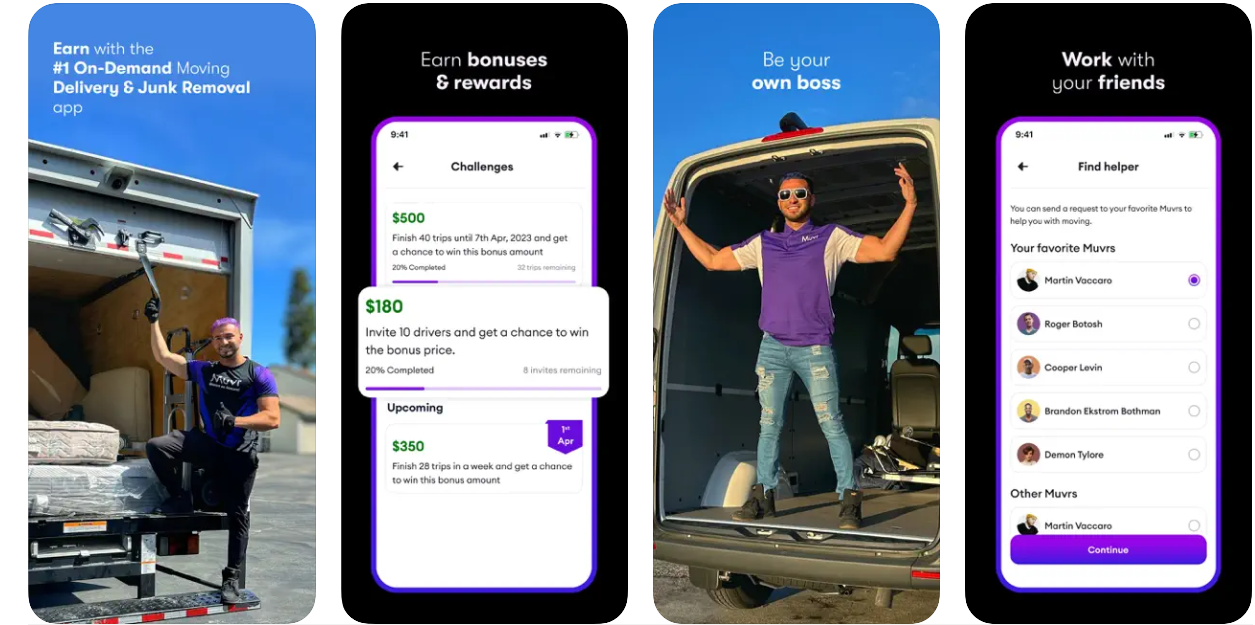 Earn with the
#1 On-Demand Moving
Delivery & Junk Removal
app
Muvr
Earn bonuses
& rewards
9:41
Challenges
$500
Finish 40 trips until 7th Apr, 2023 and get
a chance to win this bonus amount
20% Completed 32 trips remaining
$180
Invite 10 drivers and get a chance to win
the bonus price.
20% Completed 8 invites remaining
Upcoming
1st
Apr
$350
Finish 28 trips in a week and get a chance
to win this bonus amount
Be your
own boss
Muvr
Work with
your friends
9:41
Find helper
You can send a request to your favorite Muvrs to
help you with moving.
Your favorite Muvrs
Martin Vaccaro
Roger Botosh
Cooper Levin
Brandon Ekstrom Bothman
Demon Tylore
Other Muvrs
Martin Vaccaro
Continue